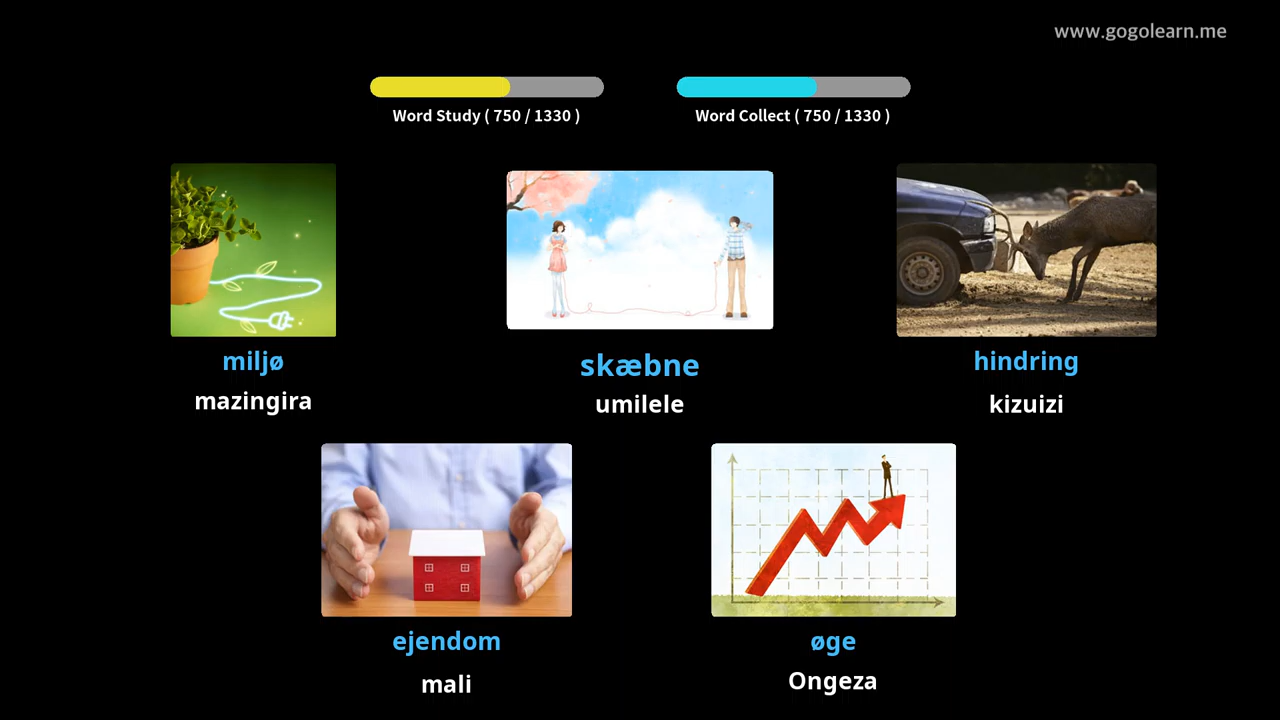 www.gogolearn.me
Word Study ( 750 / 1330 )
Word Collect ( 750 / 1330 )
miljø
mazingira
skæbne
umilele
hindring
kizuizi
ejendom
mali
øge
Ongeza